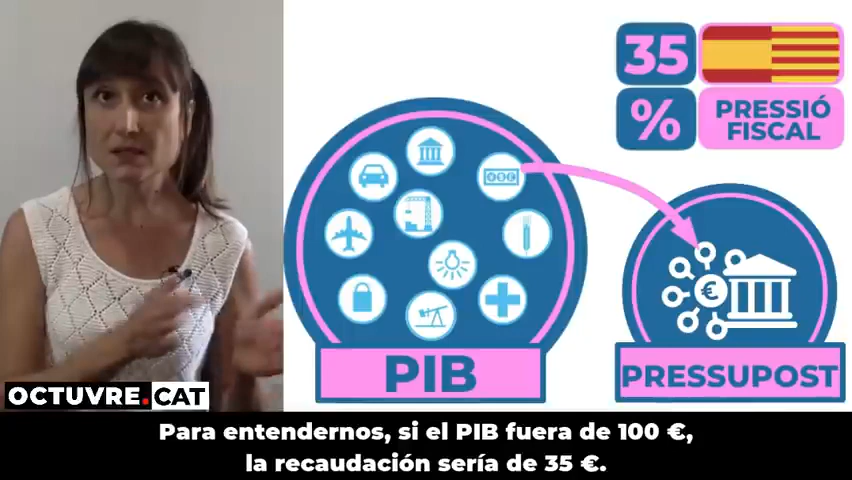 35
%
PRESSIÓ
FISCAL
PIB
PRESSUPOST
OCTUVRE.CAT
Para entendernos, si el PIB fuera de 100 €,
la recaudación sería de 35 €.